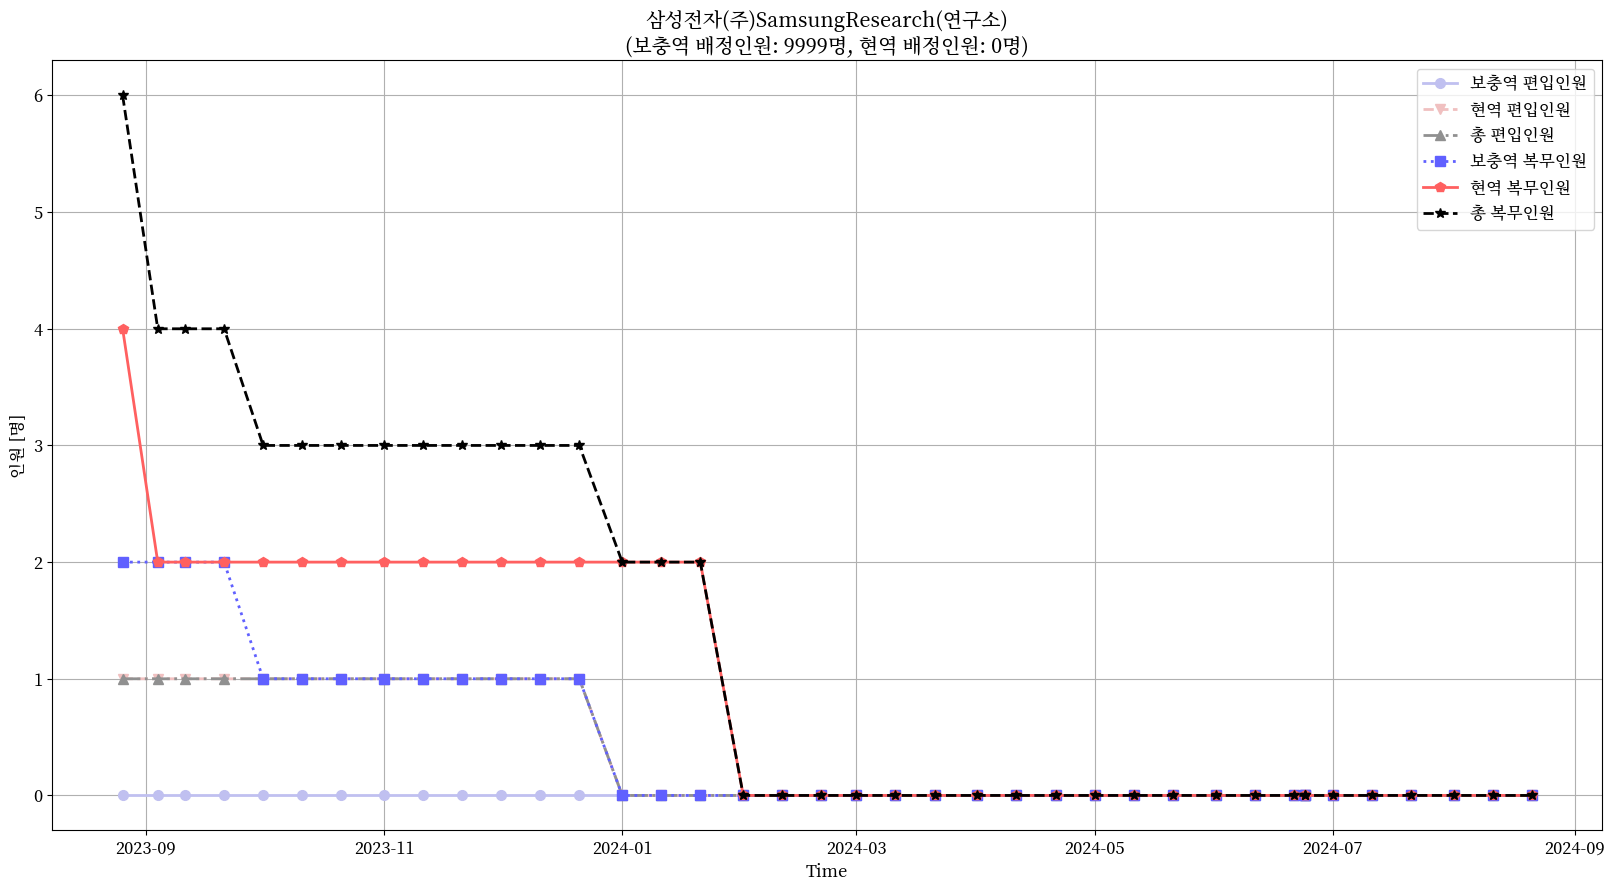 삼성전자(주)SamsungResearch(연구소)
(보충역 배정인원: 9999명, 현역 배정인원: 0명)
보충역 편입인원
현역 편입인원
총 편입인원
보충역 복무인원
현역 복무인원
총 복무인원
인원 [명]
6
5
4
3
2
1
0
2023-09
2023-11
2024-01
2024-03
2024-05
2024-07
2024-09
Time